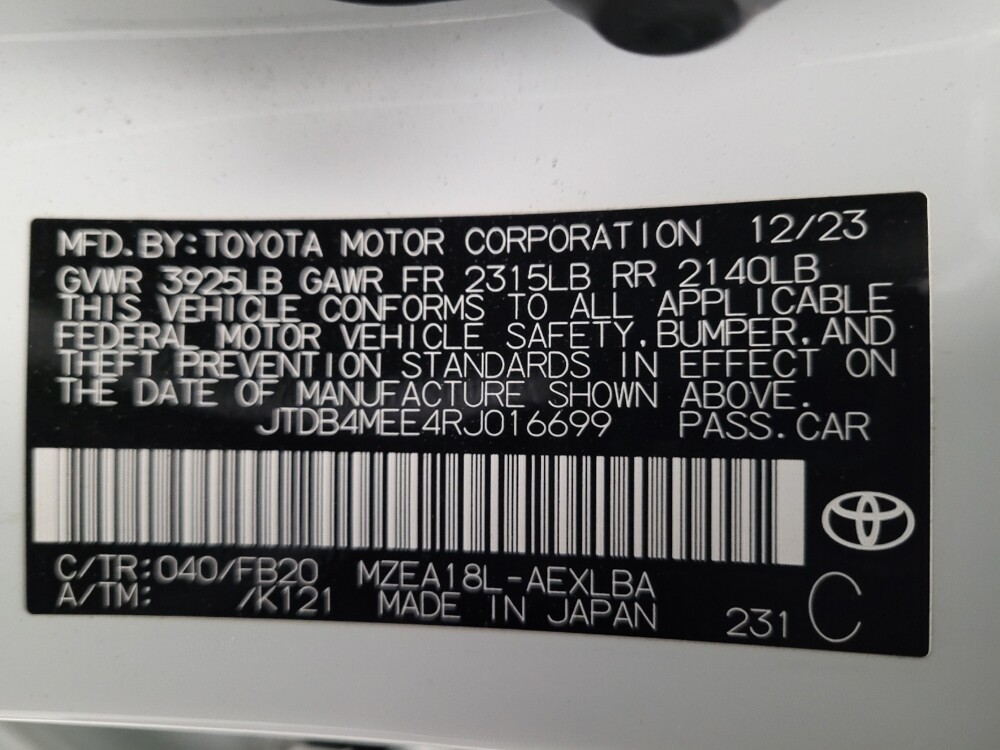 MFD. BY: TOYOTA MOTOR CORPORATION 12/23
GVWR 3925LB GAWR FR 2315LB RR 2140LB
THIS VEHICLE CONFORMS TO ALL APPLICABLE
FEDERAL MOTOR VEHICLE SAFETY, BUMPER, AND
THEFT PREVENTION STANDARDS IN EFFECT ON
THE DATE OF MANUFACTURE SHOWN ABOVE.
JTDB4MEE4RJ016699 PASS. CAR
C/TR: 040/FB20 MZEA18L-AEXLBA
A/TM: /K121 MADE IN JAPAN 231 C